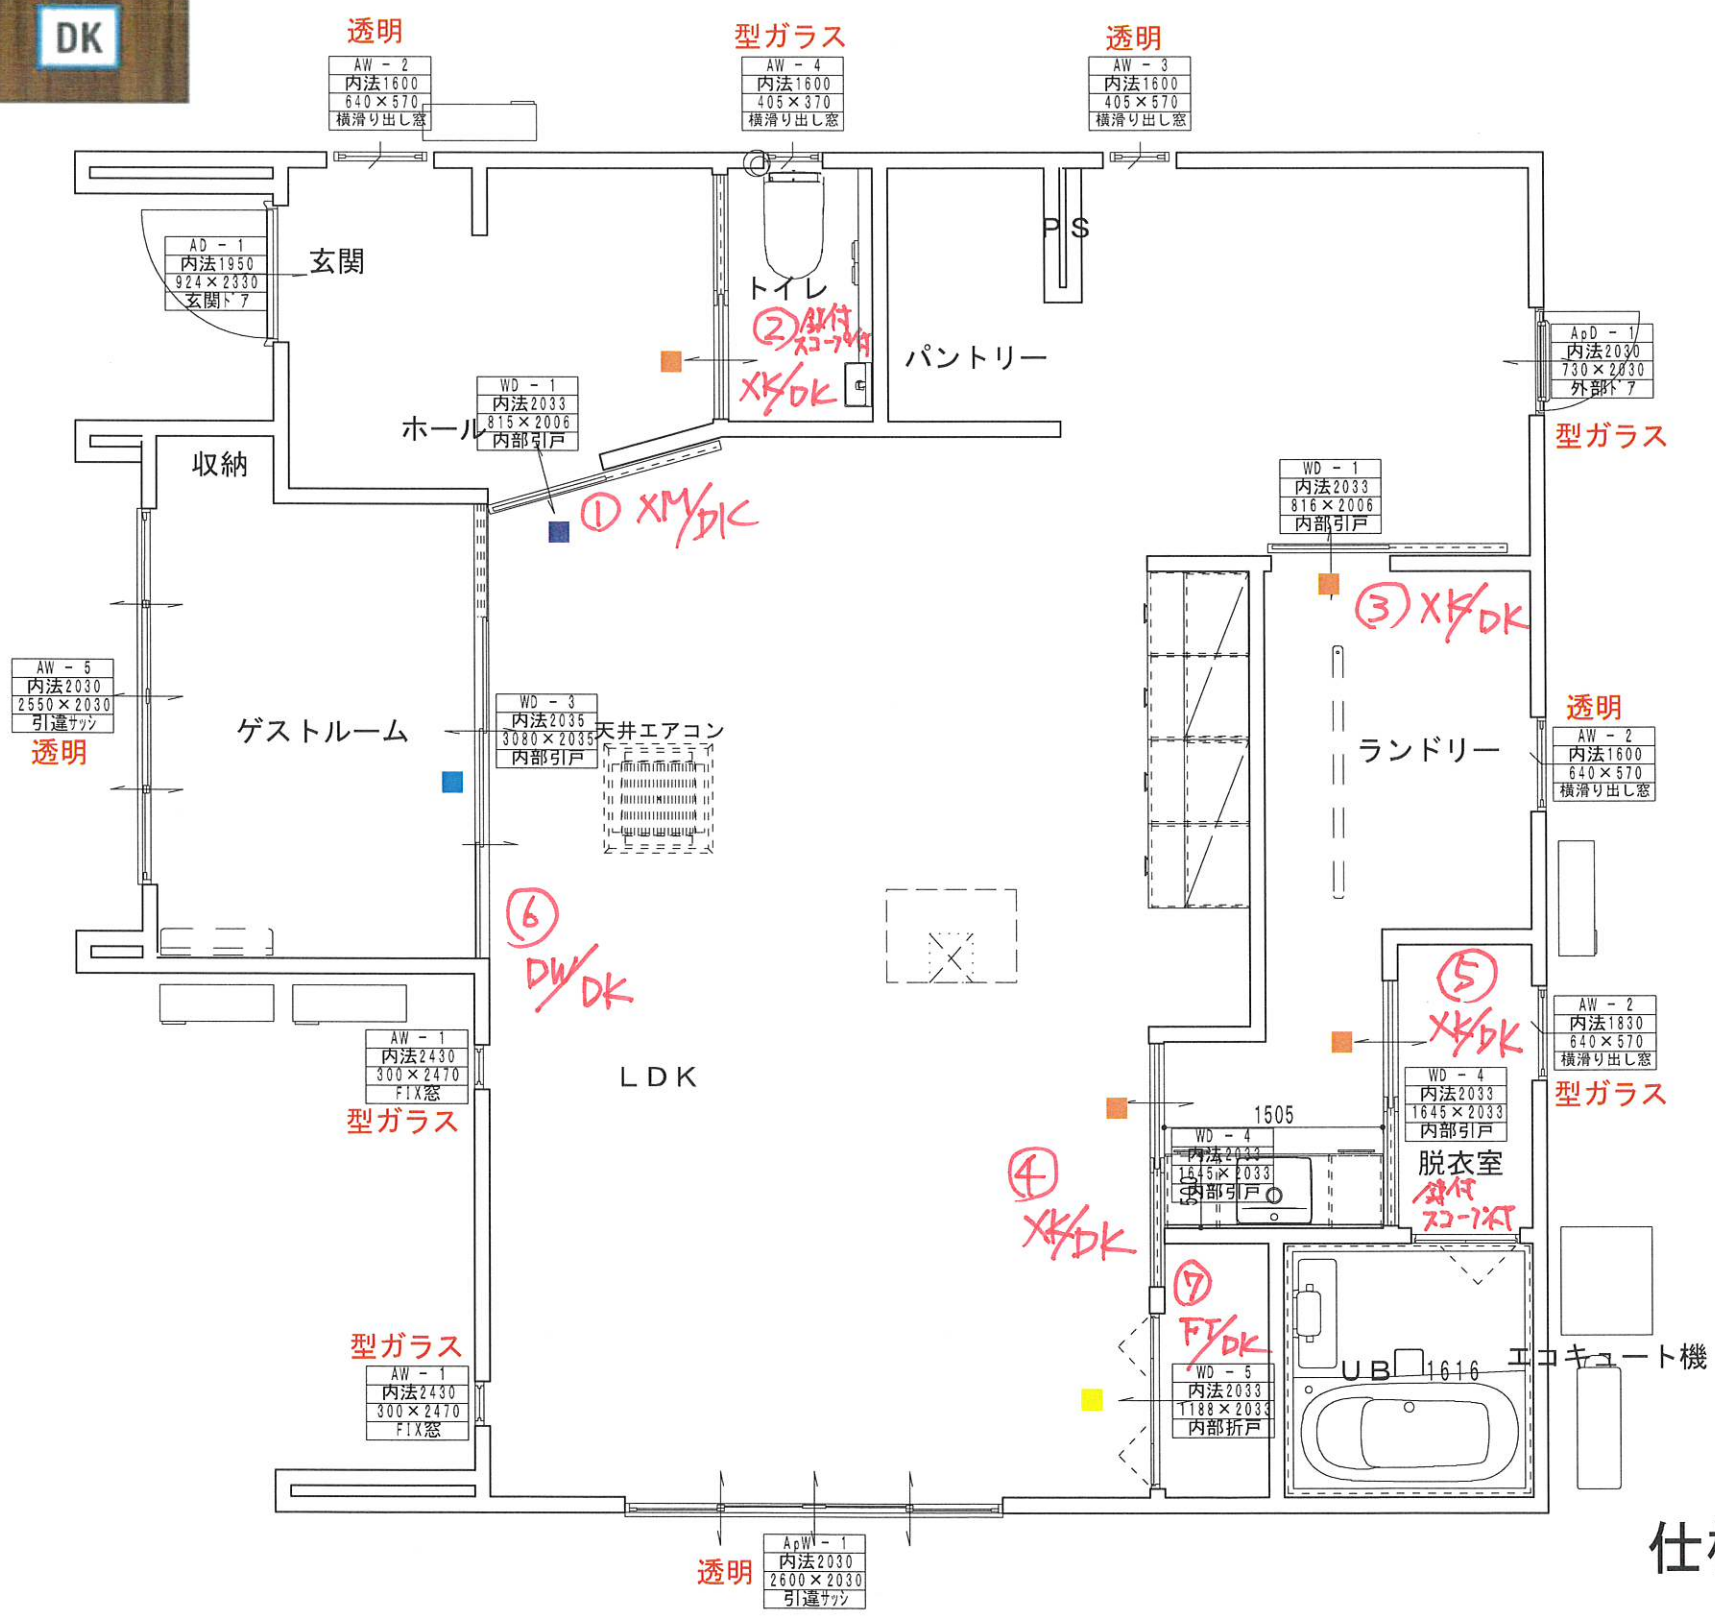 DK
透明
AW - 2
内法1600
640×570
横滑り出し窓
型ガラス
AW - 4
内法1600
405×370
横滑り出し窓
透明
AW - 3
内法1600
405×570
横滑り出し窓
AD - 1
内法1950
924×2330
玄関ドア
玄関
トイレ
② 鍵付
スコープ付
XK/DK
PS
パントリー
ApD - 1
内法2030
730×2030
外部ドア
型ガラス
WD - 1
内法2033
815×2006
内部引戸
ホール
収納
① XM/DK
WD - 1
内法2033
816×2006
内部引戸
③ XK/DK
AW - 5
内法2030
2550×2030
引違サッシ
透明
ゲストルーム
WD - 3
内法2035
3080×2035
内部引戸
天井エアコン
ランドリー
透明
AW - 2
内法1600
640×570
横滑り出し窓
⑥
DW/DK
⑤
XK/DK
AW - 2
内法1830
640×570
横滑り出し窓
型ガラス
AW - 1
内法2430
300×2470
FIX窓
型ガラス
LDK
WD - 4
内法2033
1645×2033
内部引戸
脱衣室
鍵付
スコープ付
1505
WD - 4
内法2033
1645×2033
内部引戸
500
④
XK/DK
⑦
FT/DK
WD - 5
内法2033
1188×2033
内部折戸
UB 1616
エコキュート機
型ガラス
AW - 1
内法2430
300×2470
FIX窓
透明
ApW - 1
内法2030
2600×2030
引違サッシ